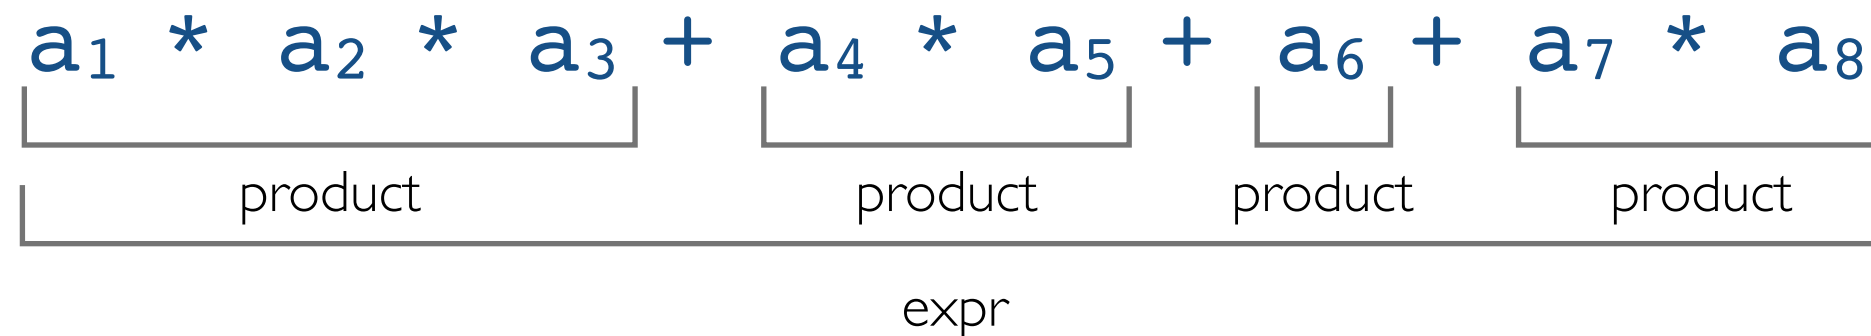 a₁ * a₂ * a₃ + a₄ * a₅ + a₆ + a₇ * a₈
product product product product
expr